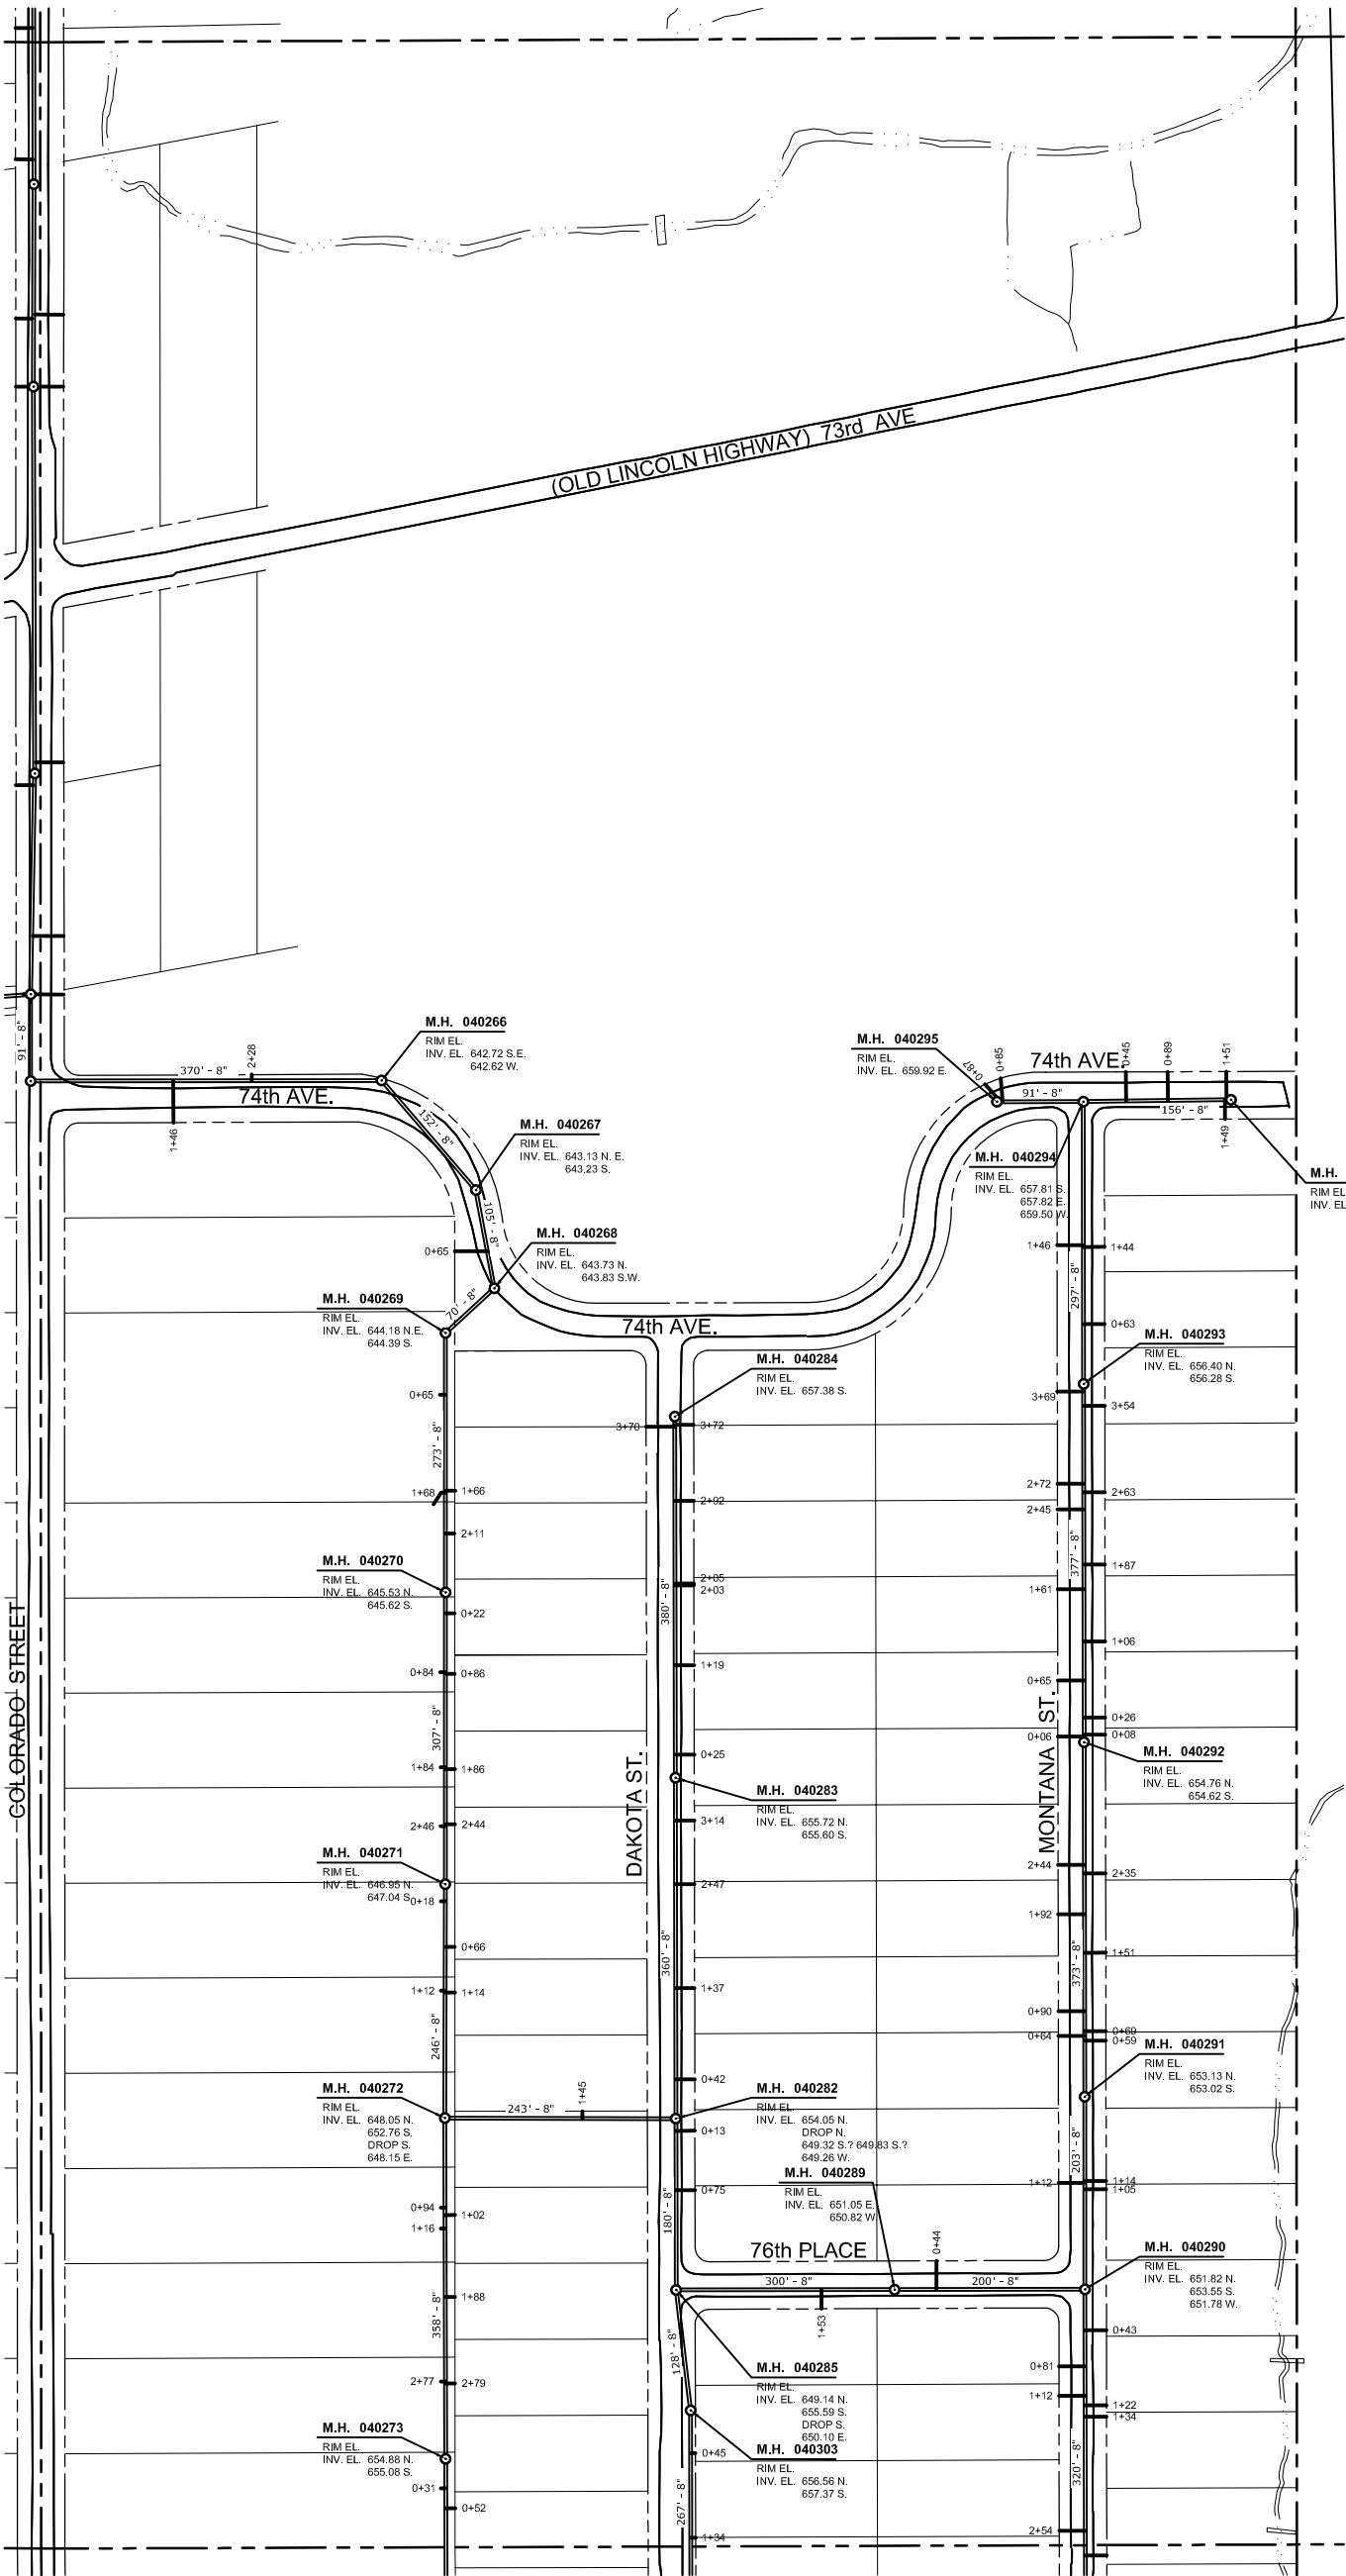 (OLD LINCOLN HIGHWAY) 73rd AVE
M.H. 040266
RIM EL.
INV. EL. 642.72 S.E.
642.62 W.
91' - 8"
370' - 8"
2+28
74th AVE.
1+46
152' - 8"
M.H. 040267
RIM EL.
INV. EL. 643.13 N. E.
643.23 S.
105' - 8"
0+65
M.H. 040268
RIM EL.
INV. EL. 643.73 N.
643.83 S.W.
70' - 8"
M.H. 040269
RIM EL.
INV. EL. 644.18 N.E.
644.39 S.
74th AVE.
M.H. 040295
RIM EL.
INV. EL. 659.92 E.
0+87
0+85
74th AVE.
0+45
0+89
1+51
91' - 8"
156' - 8"
1+49
M.H. 040294
RIM EL.
INV. EL. 657.81 S.
657.82 E.
659.50 W.
M.H.
RIM EL
INV. EL
1+46
1+44
297' - 8"
0+63
M.H. 040293
RIM EL.
INV. EL. 656.40 N.
656.28 S.
M.H. 040284
RIM EL.
INV. EL. 657.38 S.
0+65
273' - 8"
1+68
1+66
2+11
M.H. 040270
RIM EL.
INV. EL. 645.53 N.
645.62 S.
0+22
0+84
0+86
307' - 8"
1+84
1+86
2+46
2+44
M.H. 040271
RIM EL.
INV. EL. 646.95 N.
647.04 S.
0+18
0+66
1+12
1+14
246' - 8"
M.H. 040272
RIM EL.
INV. EL. 648.05 N.
652.76 S.
DROP S.
648.15 E.
243' - 8"
1+45
0+94
1+02
1+16
1+88
358' - 8"
2+77
2+79
M.H. 040273
RIM EL.
INV. EL. 654.88 N.
655.08 S.
0+31
0+52
COLORADO STREET
3+70
3+72
2+92
2+05
2+03
380' - 8"
1+19
0+25
DAKOTA ST.
M.H. 040283
RIM EL.
INV. EL. 655.72 N.
655.60 S.
3+14
2+47
360' - 8"
1+37
0+42
M.H. 040282
RIM EL.
INV. EL. 654.05 N.
DROP N.
649.32 S.? 649.83 S.?
649.26 W.
0+13
0+75
180' - 8"
M.H. 040289
RIM EL.
INV. EL. 651.05 E.
650.82 W
76th PLACE
0+44
300' - 8"
200' - 8"
1+53
128' - 8"
M.H. 040285
RIM EL.
INV. EL. 649.14 N.
655.59 S.
DROP S.
650.10 E.
M.H. 040303
RIM EL.
INV. EL. 656.56 N.
657.37 S.
0+45
267' - 8"
1+34
3+69
3+54
2+72
2+63
2+45
377' - 8"
1+87
1+61
1+06
0+65
0+26
0+08
0+06
MONTANA ST.
M.H. 040292
RIM EL.
INV. EL. 654.76 N.
654.62 S.
2+44
2+35
1+92
1+51
373' - 8"
0+90
0+69
0+64
0+59
M.H. 040291
RIM EL.
INV. EL. 653.13 N.
653.02 S.
203' - 8"
1+12
1+14
1+05
M.H. 040290
RIM EL.
INV. EL. 651.82 N.
653.55 S.
651.78 W.
0+43
0+81
1+12
1+22
1+34
320' - 8"
2+54